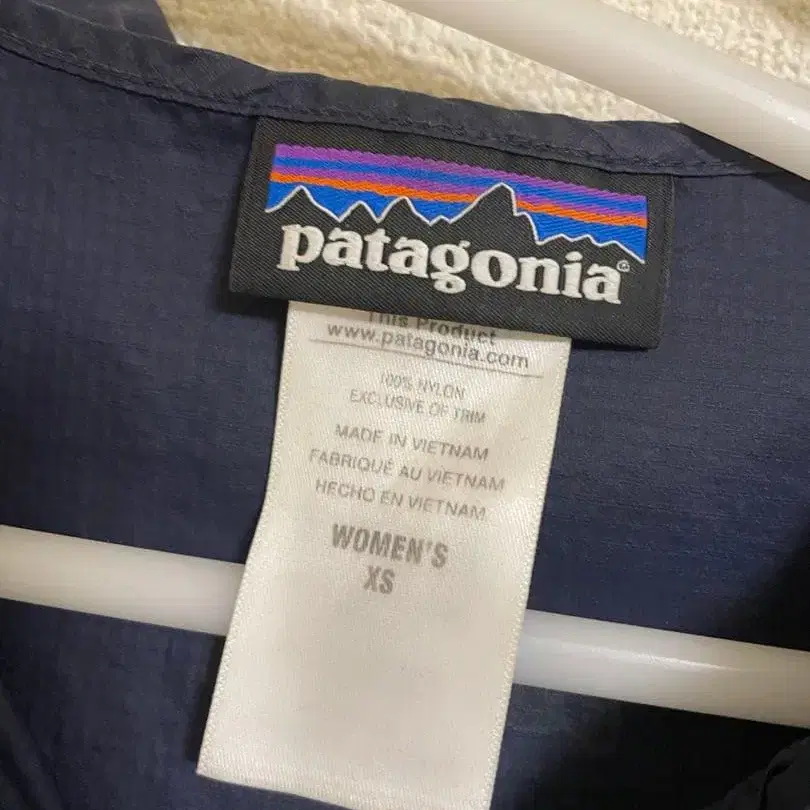 patagonia®
This Product
www.patagonia.com
100% NYLON
EXCLUSIVE OF TRIM
MADE IN VIETNAM
FABRIQUÉ AU VIETNAM
HECHO EN VIETNAM
WOMEN'S
XS